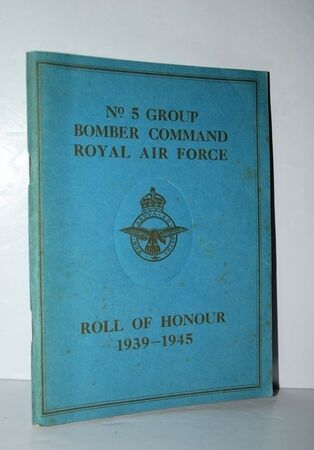 Nº 5 GROUP
BOMBER COMMAND
ROYAL AIR FORCE
ROLL OF HONOUR
1939–1945